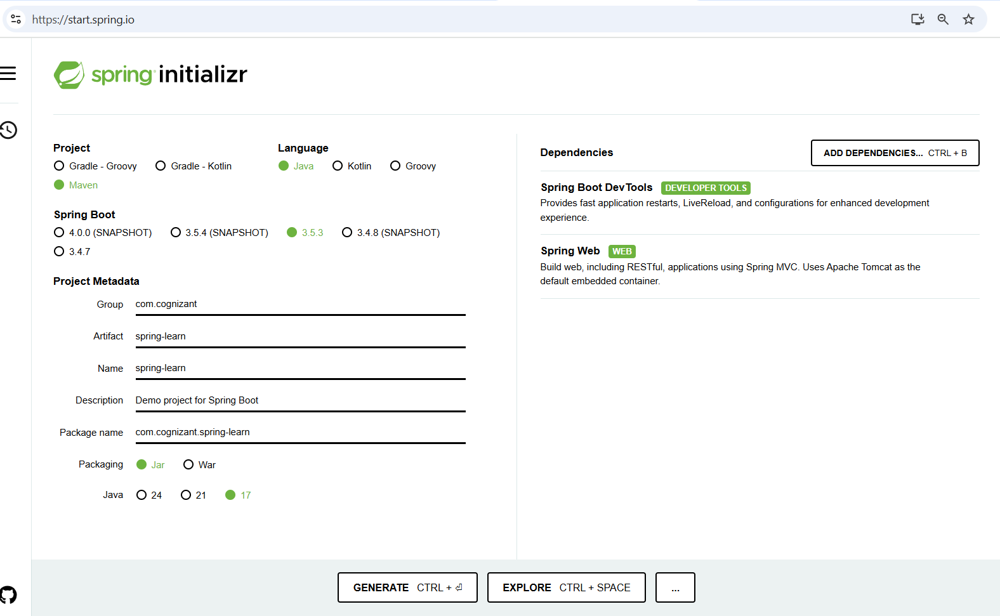 https://start.spring.io
spring initializr
Project
Gradle - Groovy Gradle - Kotlin
Maven
Language
Java Kotlin Groovy
Spring Boot
4.0.0 (SNAPSHOT) 3.5.4 (SNAPSHOT) 3.5.3 3.4.8 (SNAPSHOT)
3.4.7
Project Metadata
Group com.cognizant
Artifact spring-learn
Name spring-learn
Description Demo project for Spring Boot
Package name com.cognizant.spring-learn
Packaging Jar War
Java 24 21 17
Dependencies ADD DEPENDENCIES... CTRL + B
Spring Boot DevTools DEVELOPER TOOLS
Provides fast application restarts, LiveReload, and configurations for enhanced development
experience.
Spring Web WEB
Build web, including RESTful, applications using Spring MVC. Uses Apache Tomcat as the
default embedded container.
GENERATE CTRL + ⏎ EXPLORE CTRL + SPACE ...